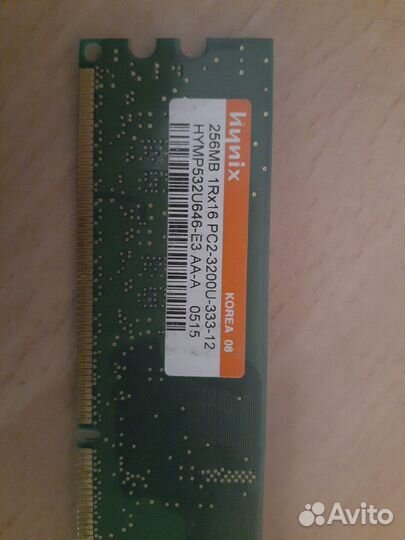 hynix
KOREA 08
256MB 1Rx16 PC2-3200U-333-12
HYMP532U646-E3 AA-A 0515
Avito